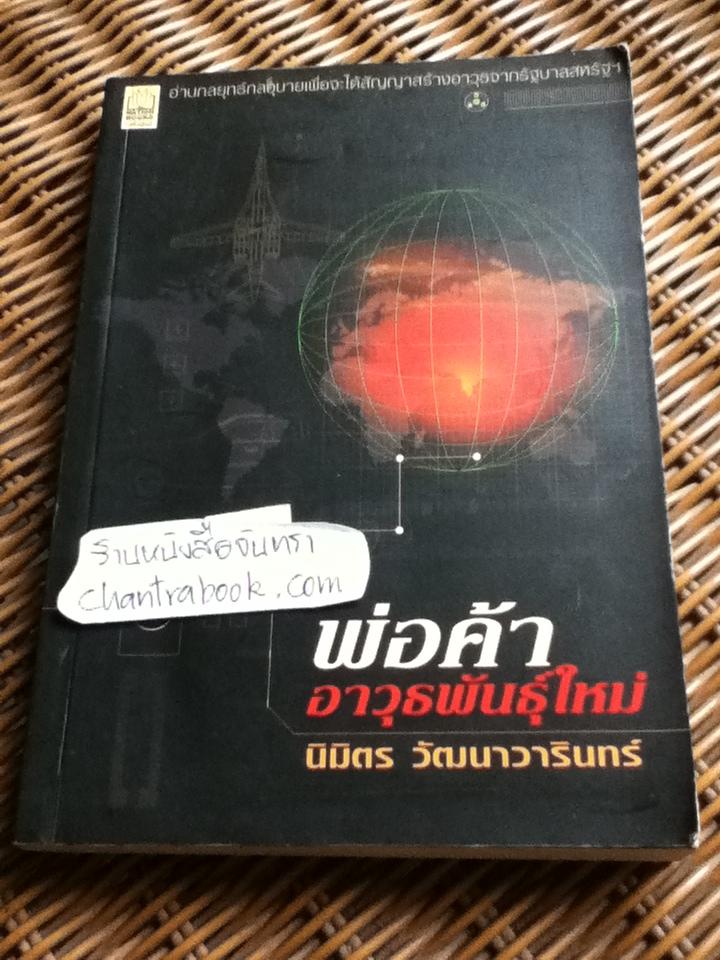 อ่านกลยุทธ์กลอุบายเพื่อจะได้สัญญาสร้างอาวุธจากรัฐบาลสหรัฐฯ
ร้านหนังสือจันทรา
chantrabook.com
พ่อค้า
อาวุธพันธุ์ใหม่
นิมิตร วัฒนาวารินทร์